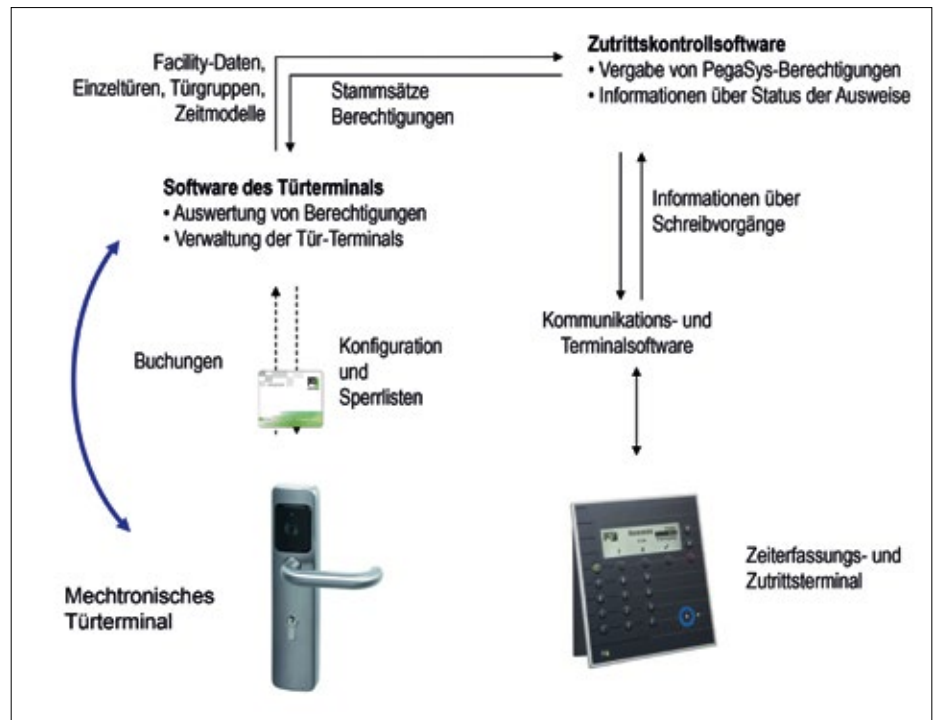 Facility-Daten,
Einzeltüren, Türgruppen,
Zeitmodelle
Stammsätze
Berechtigungen
Zutrittskontrollsoftware
• Vergabe von PegaSys-Berechtigungen
• Informationen über Status der Ausweise
Software des Türterminals
• Auswertung von Berechtigungen
• Verwaltung der Tür-Terminals
Informationen über
Schreibvorgänge
Buchungen
Konfiguration
und
Sperrlisten
Kommunikations- und
Terminalsoftware
Mechtronisches
Türterminal
Zeiterfassungs- und
Zutrittsterminal